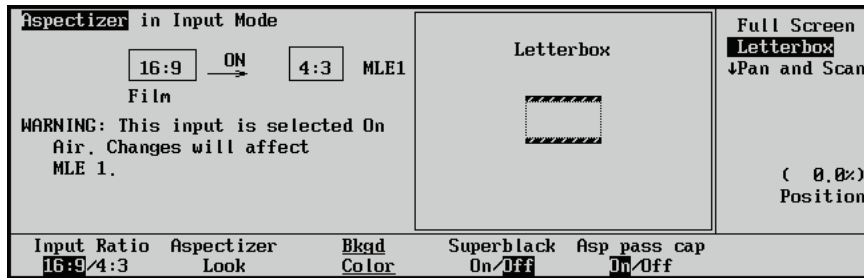 Aspectizer in Input Mode
16:9 ON 4:3 MLE1
Film
WARNING: This input is selected On
Air. Changes will affect
MLE 1.
Letterbox
Full Screen
Letterbox
↓Pan and Scan
( 0.0%)
Position
Input Ratio Aspectizer Bkgd Superblack Asp pass cap
16:9/4:3 Look Color On/Off On/Off